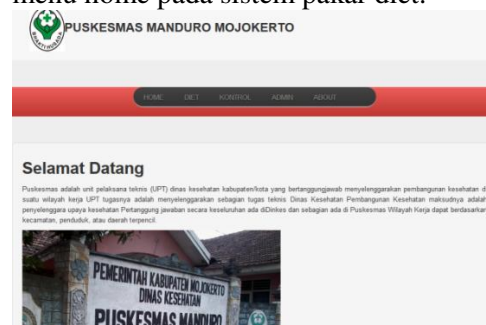 menu home pada sistem pakar diet.
PUSKESMAS MANDURO MOJOKERTO
BHAKTI HUSADA
HOME DIET KONTROL ADMIN ABOUT
Selamat Datang
Puskesmas adalah unit pelaksana teknis (UPT) dinas kesehatan kabupaten/kota yang bertanggungjawab menyelenggarakan pembangunan kesehatan d
suatu wilayah kerja UPT tugasnya adalah menyelenggarakan sebagian tugas teknis Dinas Kesehatan Pembangunan Kesehatan maksudnya adalah
penyelenggara upaya kesehatan Pertanggung jawaban secara keseluruhan ada diDinkes dan sebagian ada di Puskesmas Wilayah Kerja dapat berdasarkan
kecamatan, penduduk, atau daerah terpencil.
PEMERINTAH KABUPATEN MOJOKERTO
DINAS KESEHATAN
PUSKESMAS MANDURO